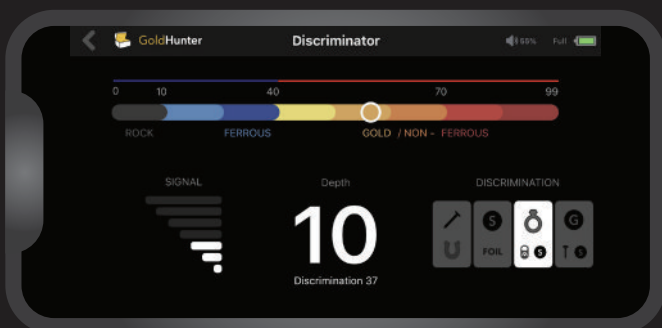 GoldHunter
Discriminator
55% Full
0 10 40 70 99
ROCK FERROUS GOLD / NON - FERROUS
SIGNAL
Depth
DISCRIMINATION
10
Discrimination 37
S G
FOIL S S